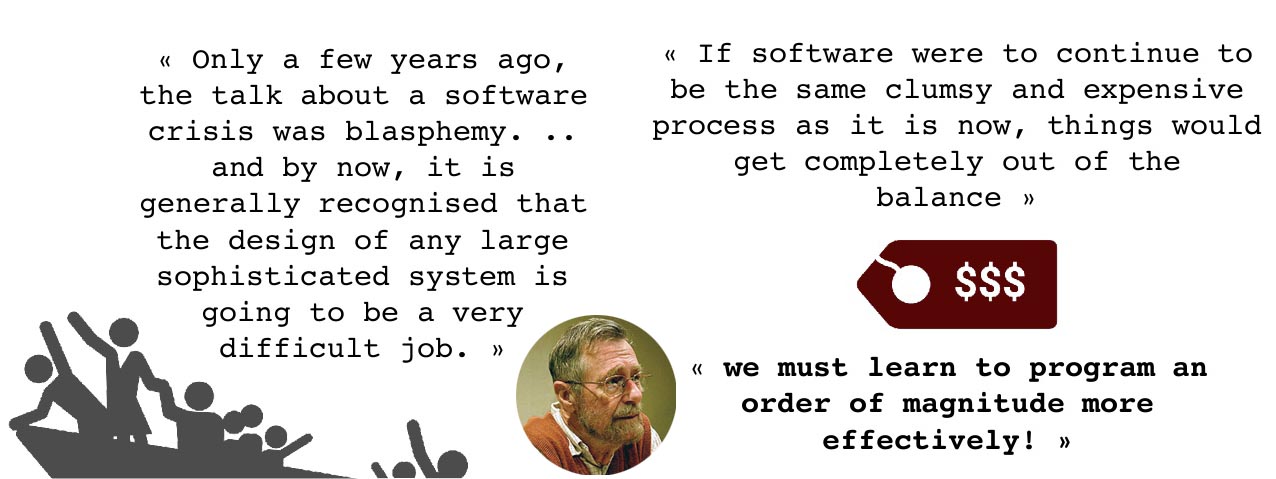 « Only a few years ago,
the talk about a software
crisis was blasphemy. ..
and by now, it is
generally recognised that
the design of any large
sophisticated system is
going to be a very
difficult job. »
« If software were to continue to
be the same clumsy and expensive
process as it is now, things would
get completely out of the
balance »
$$$
« we must learn to program an
order of magnitude more
effectively! »